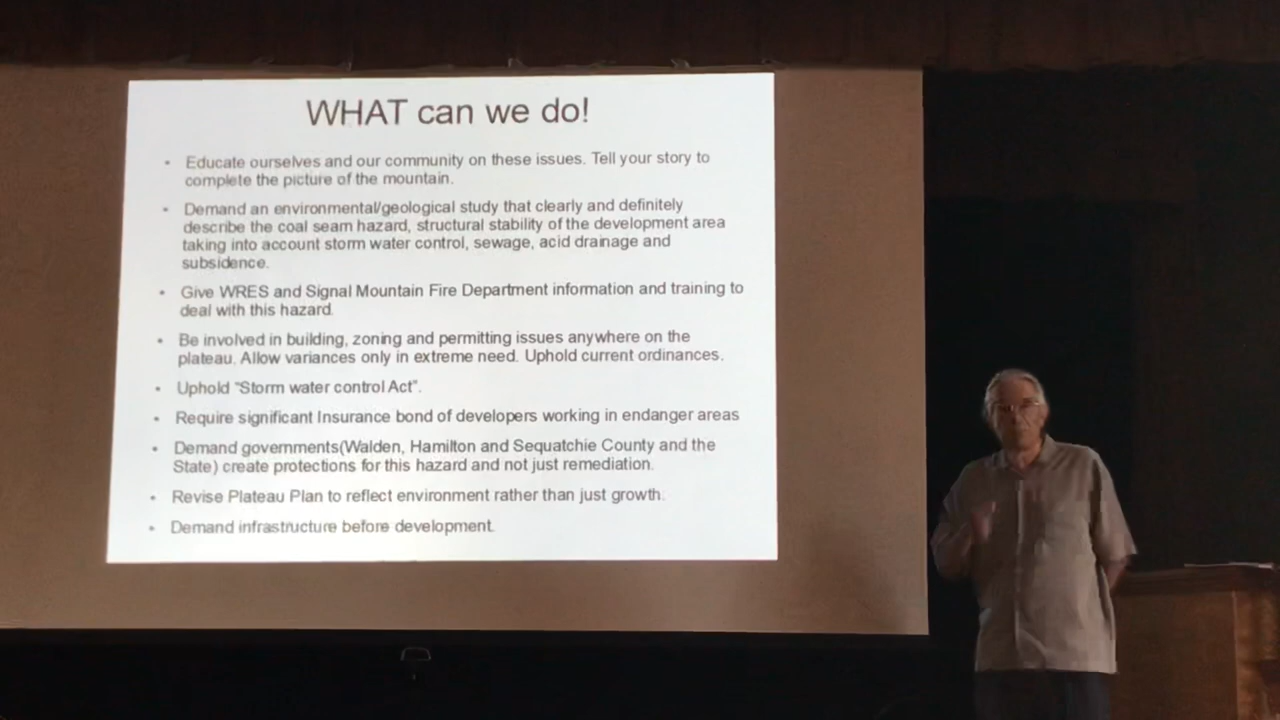 WHAT can we do!
• Educate ourselves and our community on these issues. Tell your story to
complete the picture of the mountain.
• Demand an environmental/geological study that clearly and definitely
describe the coal seam hazard, structural stability of the development area
taking into account storm water control, sewage, acid drainage and
subsidence.
• Give WRES and Signal Mountain Fire Department information and training to
deal with this hazard.
• Be involved in building, zoning and permitting issues anywhere on the
plateau. Allow variances only in extreme need. Uphold current ordinances.
• Uphold “Storm water control Act”.
• Require significant Insurance bond of developers working in endanger areas
• Demand governments(Walden, Hamilton and Sequatchie County and the
State) create protections for this hazard and not just remediation.
• Revise Plateau Plan to reflect environment rather than just growth.
• Demand infrastructure before development.